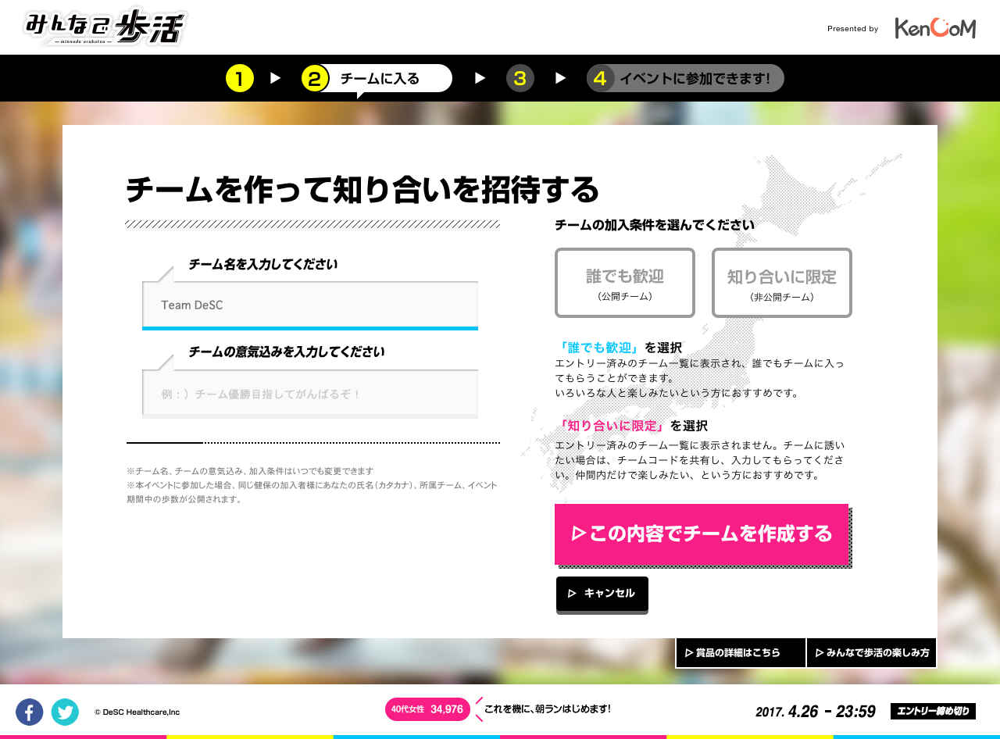 みんなで歩活
― minnade arukatsu ―
Presented by KenCoM
1 2 チームに入る 3 4 イベントに参加できます!
チームを作って知り合いを招待する
チーム名を入力してください
Team DeSC
チームの意気込みを入力してください
例:)チーム優勝目指してがんばるぞ!
※チーム名、チームの意気込み、加入条件はいつでも変更できます
※本イベントに参加した場合、同じ健保の加入者様にあなたの氏名(カタカナ)、所属チーム、イベント
期間中の歩数が公開されます。
チームの加入条件を選んでください
誰でも歓迎
(公開チーム)
知り合いに限定
(非公開チーム)
「誰でも歓迎」を選択
エントリー済みのチーム一覧に表示され、誰でもチームに入っ
てもらうことができます。
いろいろな人と楽しみたいという方におすすめです。
「知り合いに限定」を選択
エントリー済みのチーム一覧に表示されません。チームに誘い
たい場合は、チームコードを共有し、入力してもらってくださ
い。仲間内だけで楽しみたい、という方におすすめです。
この内容でチームを作成する
キャンセル
賞品の詳細はこちら
みんなで歩活の楽しみ方
© DeSC Healthcare,Inc
40代女性 34,976
これを機に、朝ランはじめます!
2017. 4.26 - 23:59
エントリー締め切り